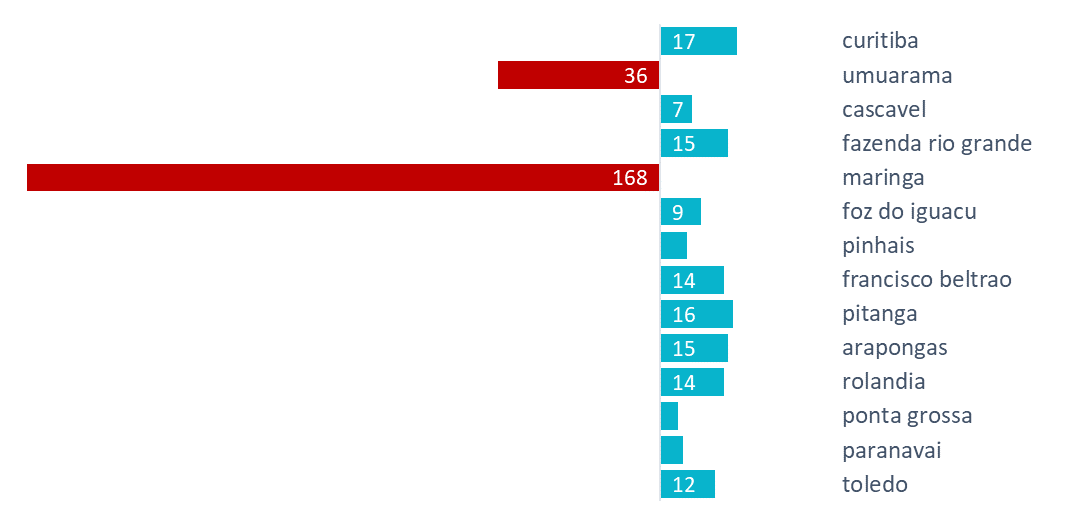 17 curitiba
36 umuarama
7 cascavel
15 fazenda rio grande
168 maringa
9 foz do iguacu
pinhais
14 francisco beltrao
16 pitanga
15 arapongas
14 rolandia
ponta grossa
paranavai
12 toledo